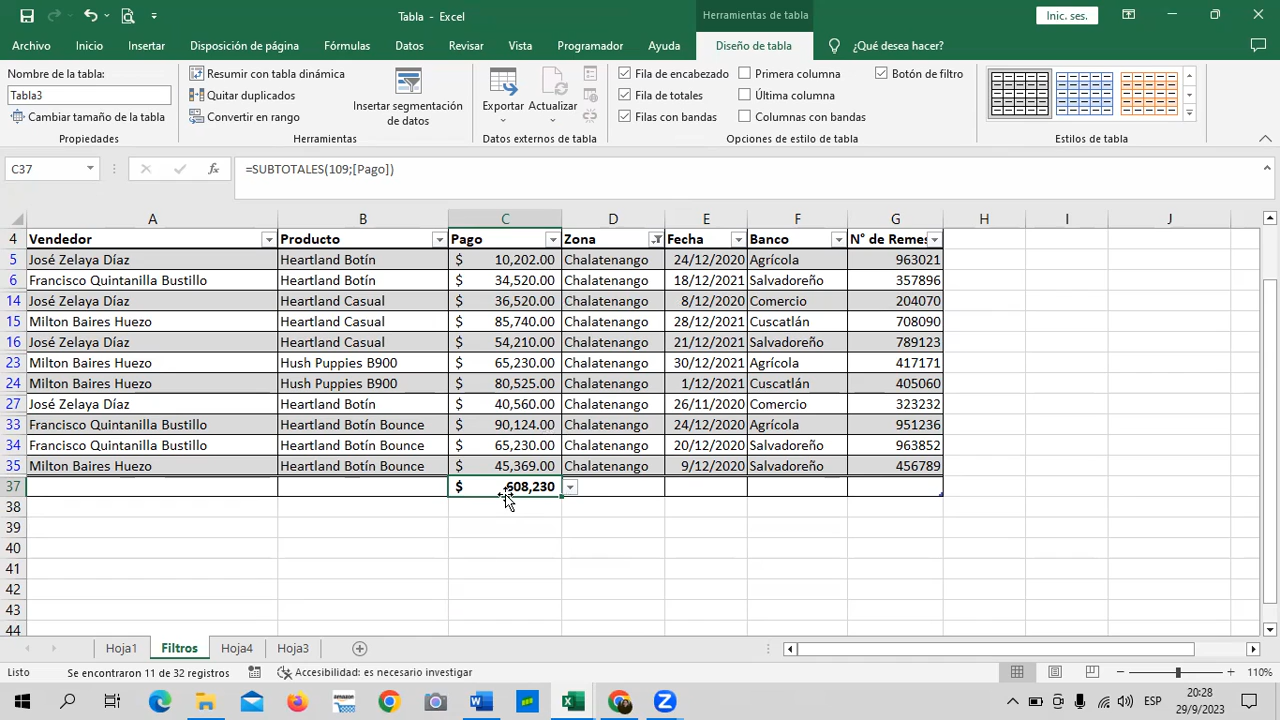 Tabla - Excel
Herramientas de tabla
Inic. ses.
Archivo Inicio Insertar Disposición de página Fórmulas Datos Revisar Vista Programador Ayuda Diseño de tabla ¿Qué desea hacer?
Nombre de la tabla:
Tabla3
Cambiar tamaño de la tabla
Propiedades
Resumir con tabla dinámica
Quitar duplicados
Convertir en rango
Insertar segmentación
de datos
Herramientas
Exportar Actualizar
Datos externos de tabla
Fila de encabezado Primera columna Botón de filtro
Fila de totales Última columna
Filas con bandas Columnas con bandas
Opciones de estilo de tabla
Estilos de tabla
C37 fx =SUBTOTALES(109;[Pago])
A B C D E F G H I J
4 Vendedor Producto Pago Zona Fecha Banco N° de Remes
5 José Zelaya Díaz Heartland Botín $ 10,202.00 Chalatenango 24/12/2020 Agrícola 963021
6 Francisco Quintanilla Bustillo Heartland Botín $ 34,520.00 Chalatenango 18/12/2021 Salvadoreño 357896
14 José Zelaya Díaz Heartland Casual $ 36,520.00 Chalatenango 8/12/2020 Comercio 204070
15 Milton Baires Huezo Heartland Casual $ 85,740.00 Chalatenango 28/12/2021 Cuscatlán 708090
16 José Zelaya Díaz Heartland Casual $ 54,210.00 Chalatenango 21/12/2021 Salvadoreño 789123
23 Milton Baires Huezo Hush Puppies B900 $ 65,230.00 Chalatenango 30/12/2021 Agrícola 417171
24 Milton Baires Huezo Hush Puppies B900 $ 80,525.00 Chalatenango 1/12/2021 Cuscatlán 405060
27 José Zelaya Díaz Heartland Botín $ 40,560.00 Chalatenango 26/11/2020 Comercio 323232
33 Francisco Quintanilla Bustillo Heartland Botín Bounce $ 90,124.00 Chalatenango 24/12/2020 Agrícola 951236
34 Francisco Quintanilla Bustillo Heartland Botín Bounce $ 65,230.00 Chalatenango 20/12/2020 Salvadoreño 963852
35 Milton Baires Huezo Heartland Botín Bounce $ 45,369.00 Chalatenango 9/12/2020 Salvadoreño 456789
37 $ 608,230
38
39
40
41
42
43
44
Hoja1 Filtros Hoja4 Hoja3
Listo Se encontraron 11 de 32 registros Accesibilidad: es necesario investigar 110%
ESP
20:28
29/9/2023